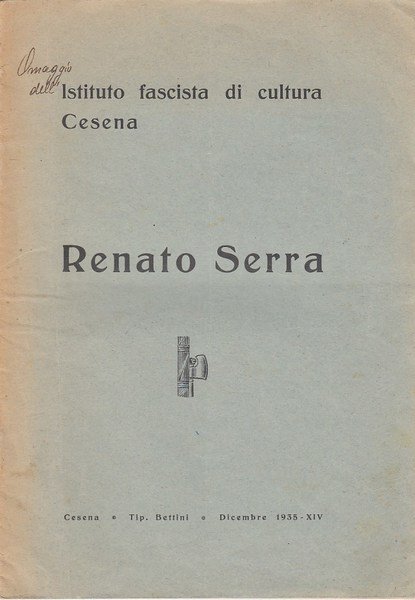 Omaggio
dell'
Istituto fascista di cultura
Cesena
Renato Serra
Cesena • Tip. Bettini • Dicembre 1935 - XIV